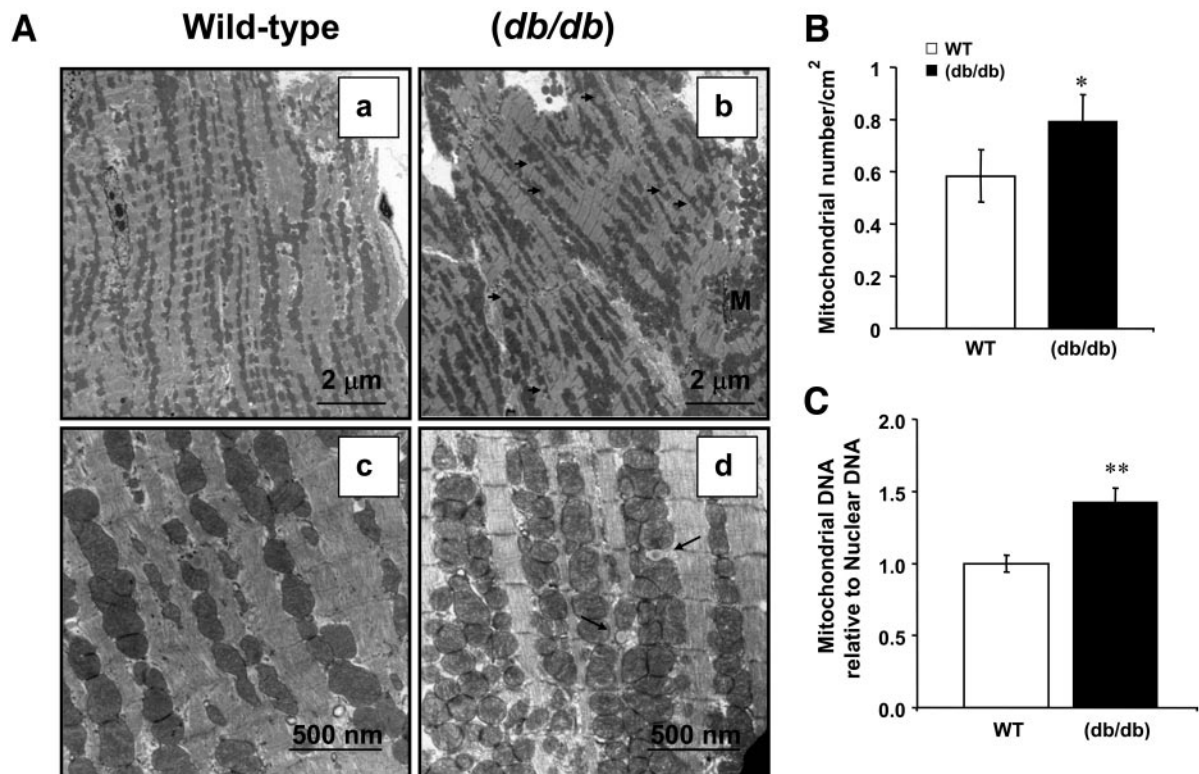 A
Wild-type
(db/db)
a
2 μm
b
M
2 μm
c
500 nm
d
500 nm
B
WT
(db/db)
Mitochondrial number/cm²
1
0.8
0.6
0.4
0.2
0
*
WT
(db/db)
C
Mitochondrial DNA
relative to Nuclear DNA
2.0
1.5
1.0
0.5
0.0
**
WT
(db/db)